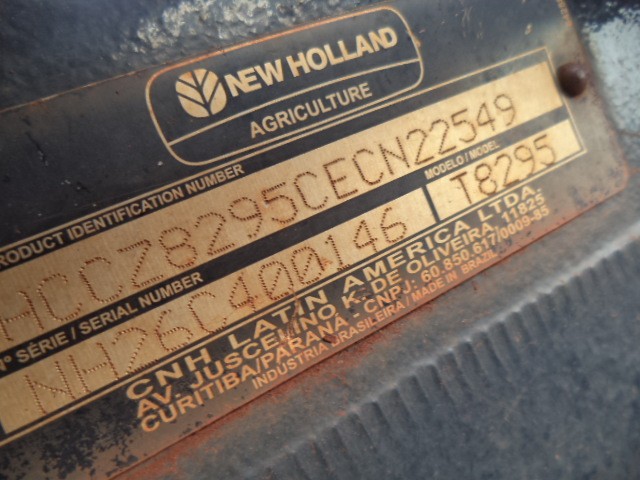 NEW HOLLAND
AGRICULTURE
PRODUCT IDENTIFICATION NUMBER
HCCZ8295CECN22549
Nº SÉRIE / SERIAL NUMBER
MODELO / MODEL
NH26C400146
T8295
CNH LATIN AMERICA LTDA.
AV. JUSCELINO K. DE OLIVEIRA, 11825
CURITIBA/PARANÁ - CNPJ: 60.850.617/0009-85
INDÚSTRIA BRASILEIRA / MADE IN BRAZIL